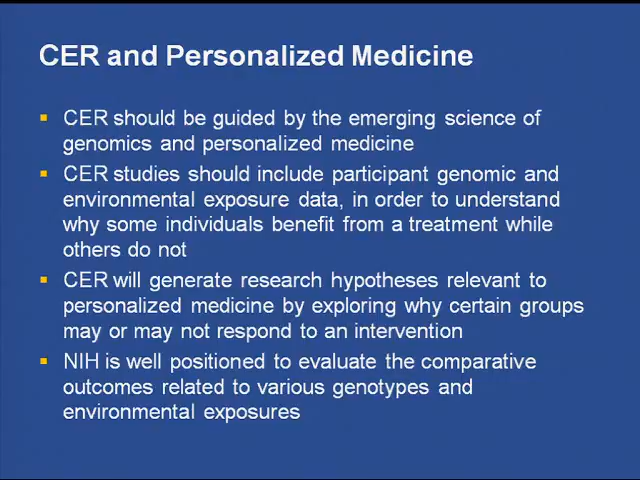 CER and Personalized Medicine
CER should be guided by the emerging science of
genomics and personalized medicine
CER studies should include participant genomic and
environmental exposure data, in order to understand
why some individuals benefit from a treatment while
others do not
CER will generate research hypotheses relevant to
personalized medicine by exploring why certain groups
may or may not respond to an intervention
NIH is well positioned to evaluate the comparative
outcomes related to various genotypes and
environmental exposures